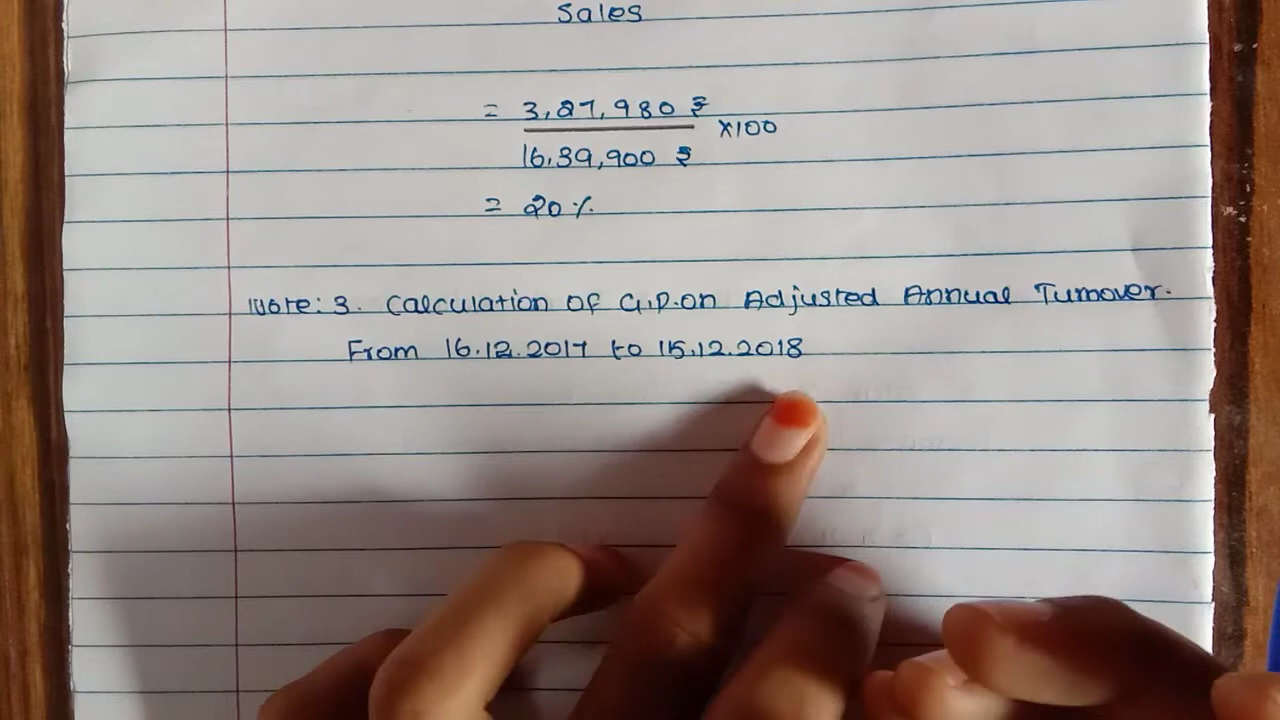 Sales
= 3,27,980 ₹
×100
16,39,900 ₹
= 20 %
Note: 3. Calculation of G.P. on Adjusted Annual Turnover.
From 16.12.2017 to 15.12.2018